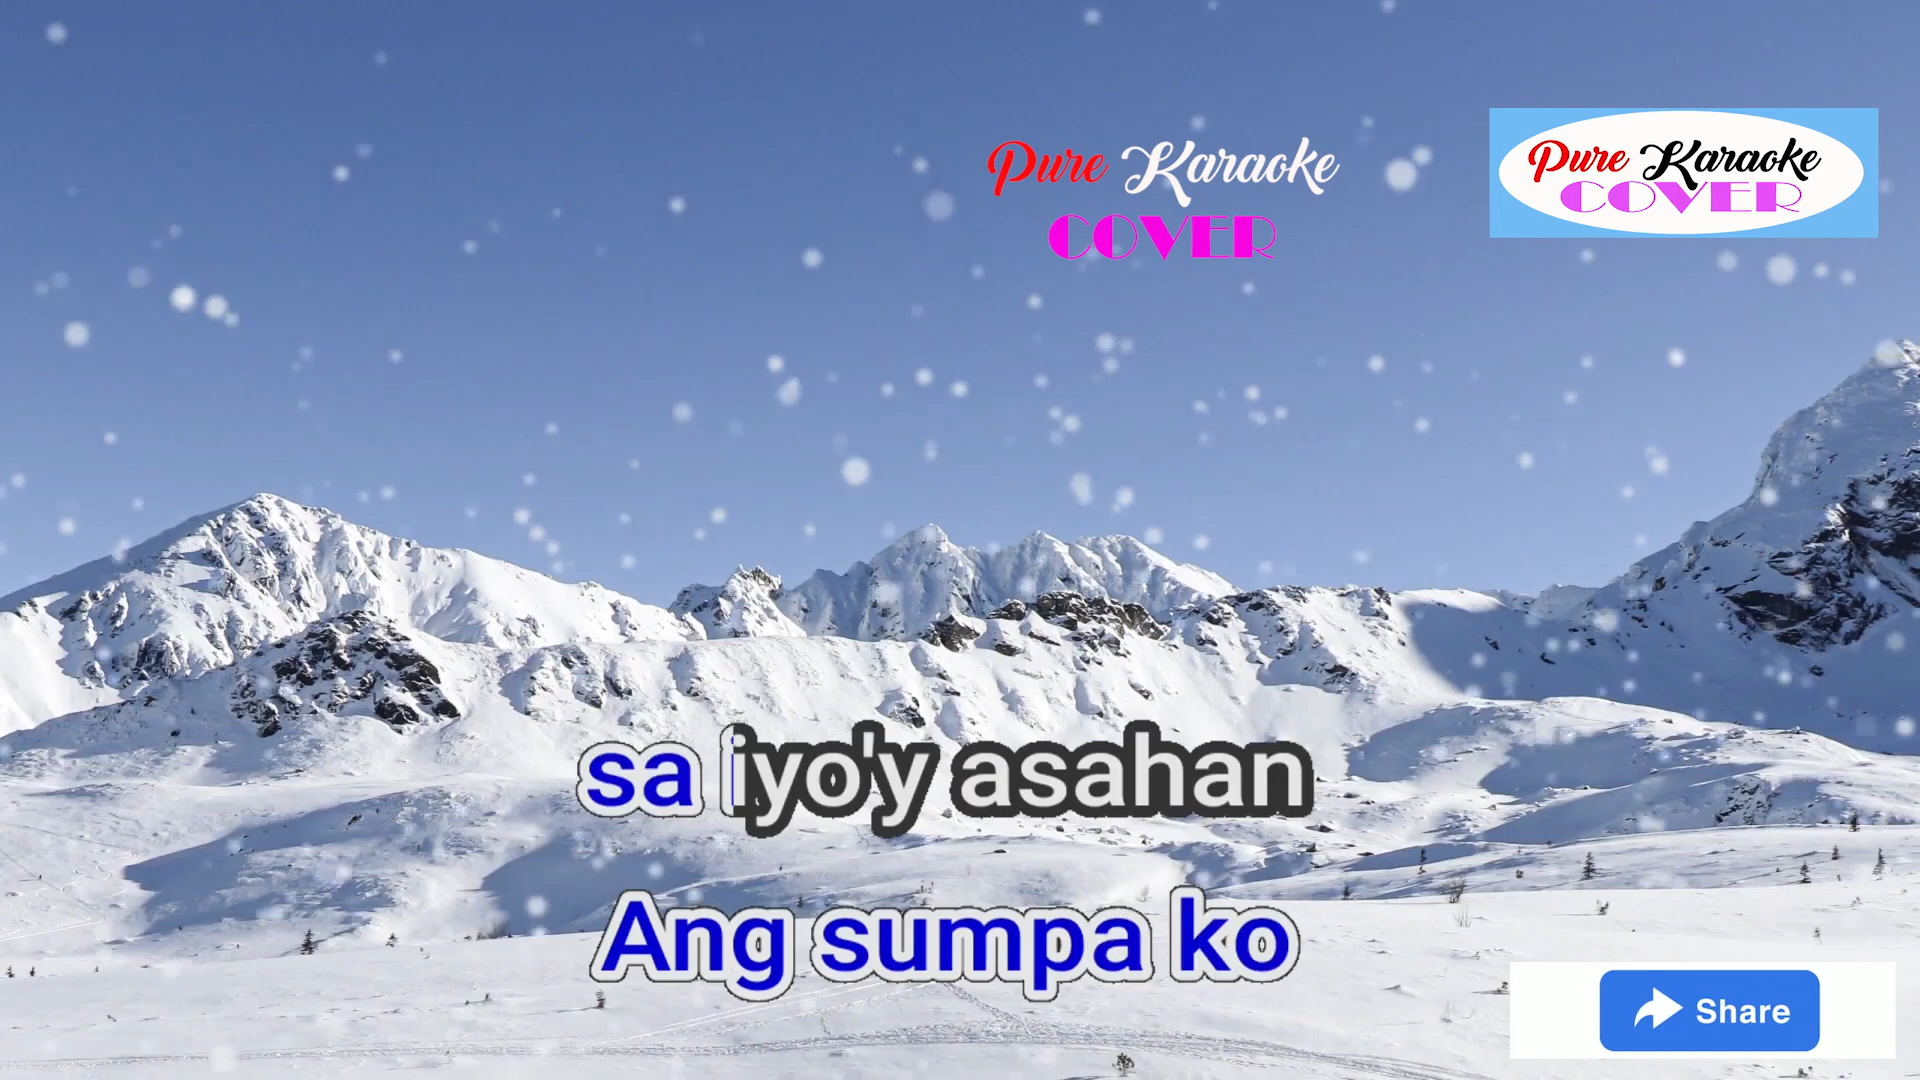 Pure Karaoke
COVER
Pure Karaoke
COVER
sa iyo'y asahan
Ang sumpa ko
Share